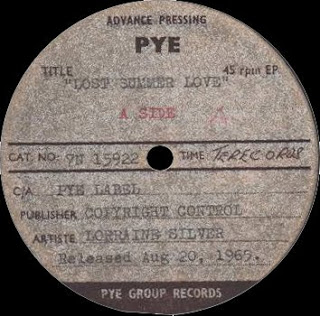 ADVANCE PRESSING
PYE
TITLE 45 rpm EP
"LOST SUMMER LOVE"
A SIDE A
CAT. NO: 7N 15922 TIME
C/A PYE LABEL
PUBLISHER COPYRIGHT CONTROL
ARTISTE LORRAINE SILVER
Released Aug 20, 1965.
PYE GROUP RECORDS